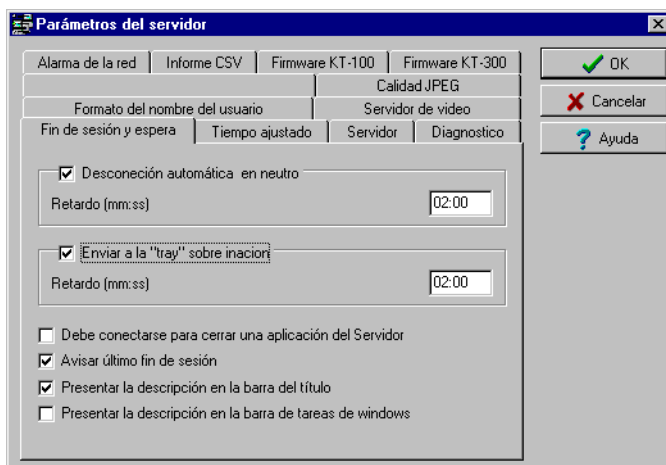 Parámetros del servidor
Alarma de la red Informe CSV Firmware KT-100 Firmware KT-300
Calidad JPEG
Formato del nombre del usuario Servidor de video
Fin de sesión y espera Tiempo ajustado Servidor Diagnostico
OK
Cancelar
Ayuda
Desconeción automática en neutro
Retardo (mm:ss) 02:00
Enviar a la "tray" sobre inacion
Retardo (mm:ss) 02:00
Debe conectarse para cerrar una aplicación del Servidor
Avisar último fin de sesión
Presentar la descripción en la barra del título
Presentar la descripción en la barra de tareas de windows